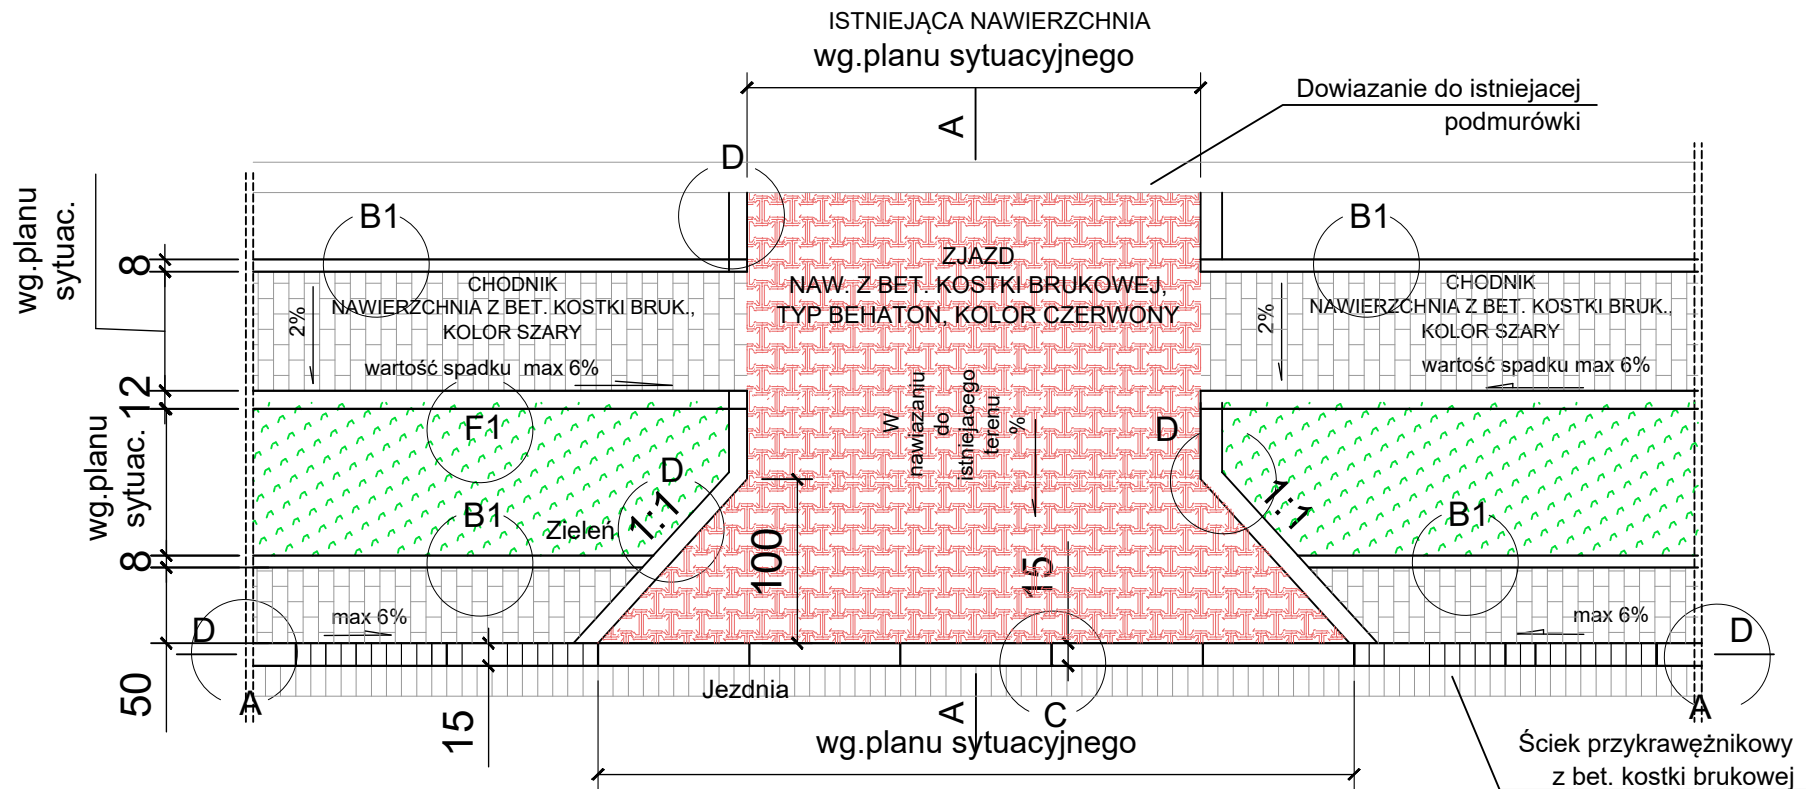 ISTNIEJĄCA NAWIERZCHNIA
wg.planu sytuacyjnego
Dowiazanie do istniejacej
podmurówki
A
D
wg.planu
sytuac.
B1
B1
8
ZJAZD
NAW. Z BET. KOSTKI BRUKOWEJ,
TYP BEHATON, KOLOR CZERWONY
CHODNIK
NAWIERZCHNIA Z BET. KOSTKI BRUK.,
KOLOR SZARY
2%
wartość spadku max 6%
CHODNIK
NAWIERZCHNIA Z BET. KOSTKI BRUK.,
KOLOR SZARY
2%
wartość spadku max 6%
12
wg.planu
sytuac.
F1
W
nawiazaniu
do
istniejacego
terenu
%
D
D
1:1
1:1
B1
Zieleń
B1
8
100
15
max 6%
max 6%
D
D
50
A
15
Jezdnia
A
C
A
wg.planu sytuacyjnego
Ściek przykrawężnikowy
z bet. kostki brukowej